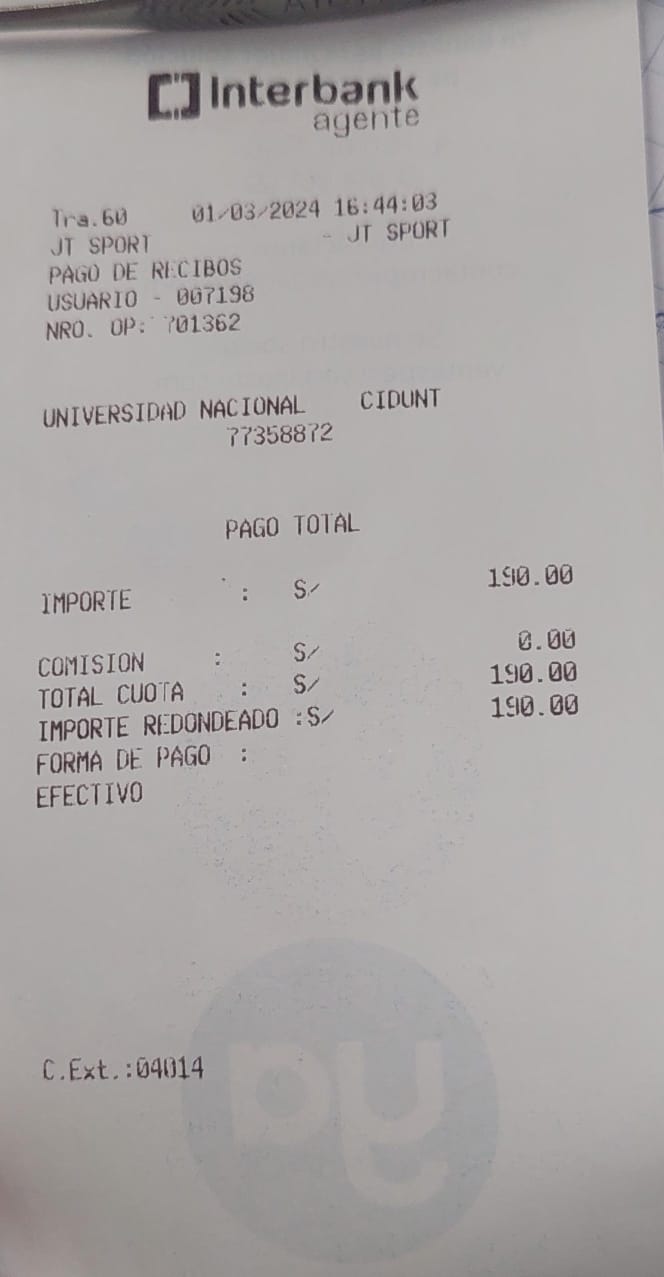 Interbank
agente
Tra.60 01/03/2024 16:44:03
JT SPORT - JT SPORT
PAGO DE RECIBOS
USUARIO - 007198
NRO. OP: 701362
UNIVERSIDAD NACIONAL CIDUNT
77358872
PAGO TOTAL
IMPORTE : S/ 190.00
COMISION : S/ 0.00
TOTAL CUOTA : S/ 190.00
IMPORTE REDONDEADO :S/ 190.00
FORMA DE PAGO :
EFECTIVO
C.Ext.:04014